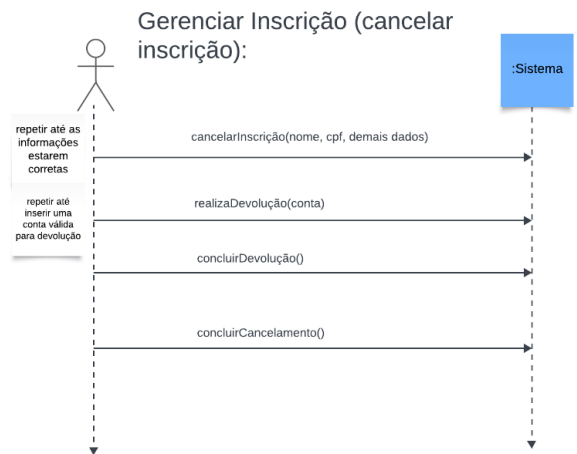 Gerenciar Inscrição (cancelar
inscrição):
:Sistema
repetir até as
informações
estarem
corretas
cancelarInscrição(nome, cpf, demais dados)
repetir até
inserir uma
conta válida
para devolução
realizaDevolução(conta)
concluirDevolução()
concluirCancelamento()